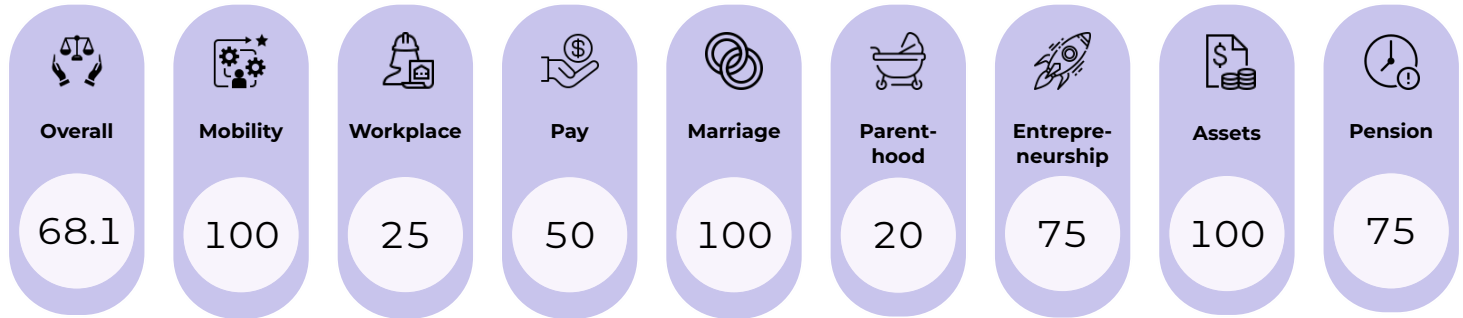 Overall
68.1
Mobility
100
Workplace
25
Pay
50
Marriage
100
Parent-
hood
20
Entrepre-
neurship
75
Assets
100
Pension
75